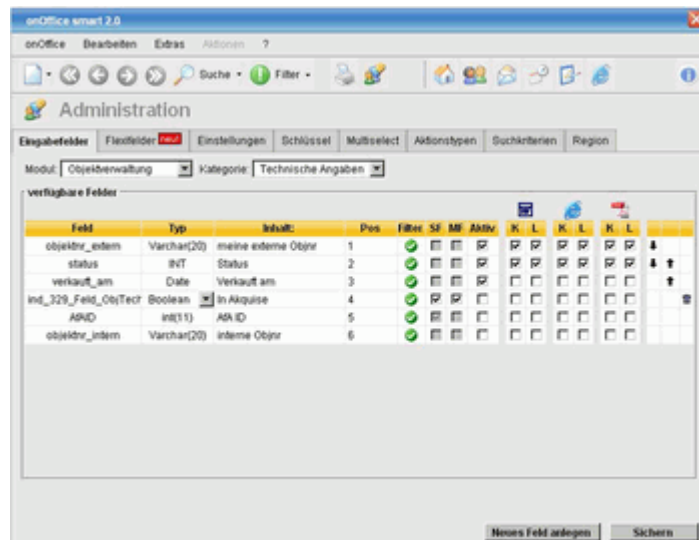 onOffice smart 2.0
onOffice Bearbeiten Extras Aktionen ?
Suche Filter
Administration
Eingabefelder Flexfelder neu! Einstellungen Schlüssel Multiselect Aktionstypen Suchkriterien Region
Modul: Objektverwaltung Kategorie: Technische Angaben
verfügbare Felder
Feld Typ Inhalt: Pos Filter SF MF Aktiv K L K L K L
objektnr_extern Varchar(20) meine externe Objnr 1
status INT Status 2
verkauft_am Date Verkauft am 3
ind_329_Feld_ObjTech Boolean In Akquise 4
AfAID int(11) AfA ID 5
objektnr_intern Varchar(20) interne Objnr 6
Neues Feld anlegen Sichern